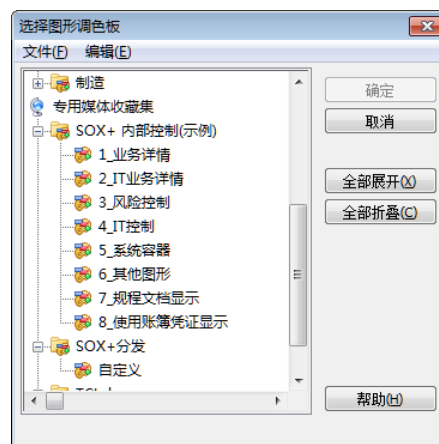 选择图形调色板
文件(F) 编辑(E)
制造
专用媒体收藏集
SOX+ 内部控制(示例)
1_业务详情
2_IT业务详情
3_风险控制
4_IT控制
5_系统容器
6_其他图形
7_规程文档显示
8_使用账簿凭证显示
SOX+分发
自定义
确定
取消
全部展开(X)
全部折叠(C)
帮助(H)